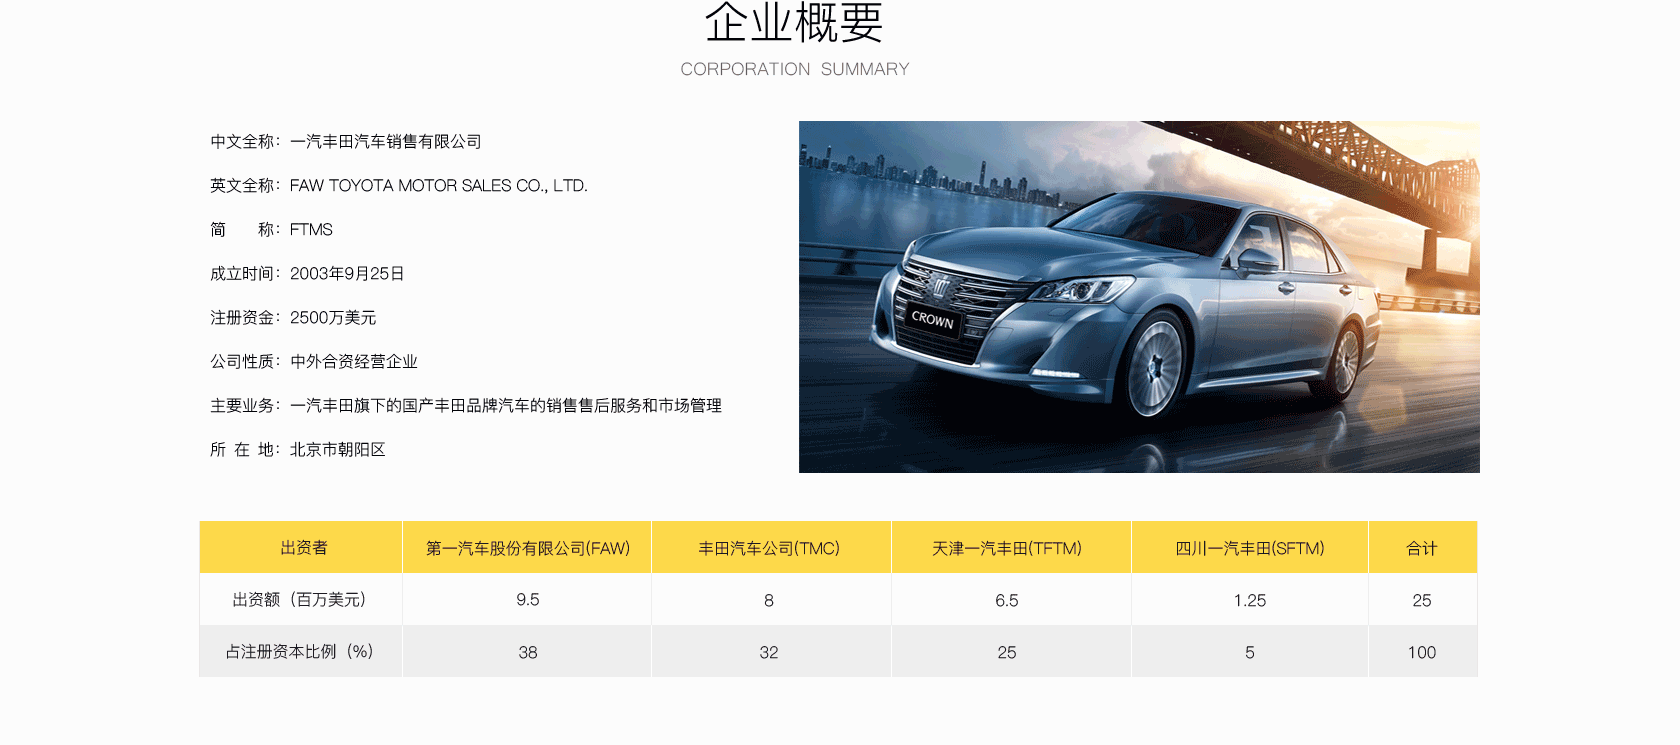 企业概要
CORPORATION SUMMARY
中文全称：一汽丰田汽车销售有限公司
英文全称：FAW TOYOTA MOTOR SALES CO., LTD.
简 称：FTMS
成立时间：2003年9月25日
注册资金：2500万美元
公司性质：中外合资经营企业
主要业务：一汽丰田旗下的国产丰田品牌汽车的销售售后服务和市场管理
所 在 地：北京市朝阳区
CROWN
出资者 第一汽车股份有限公司(FAW) 丰田汽车公司(TMC) 天津一汽丰田(TFTM) 四川一汽丰田(SFTM) 合计
出资额（百万美元） 9.5 8 6.5 1.25 25
占注册资本比例（%） 38 32 25 5 100